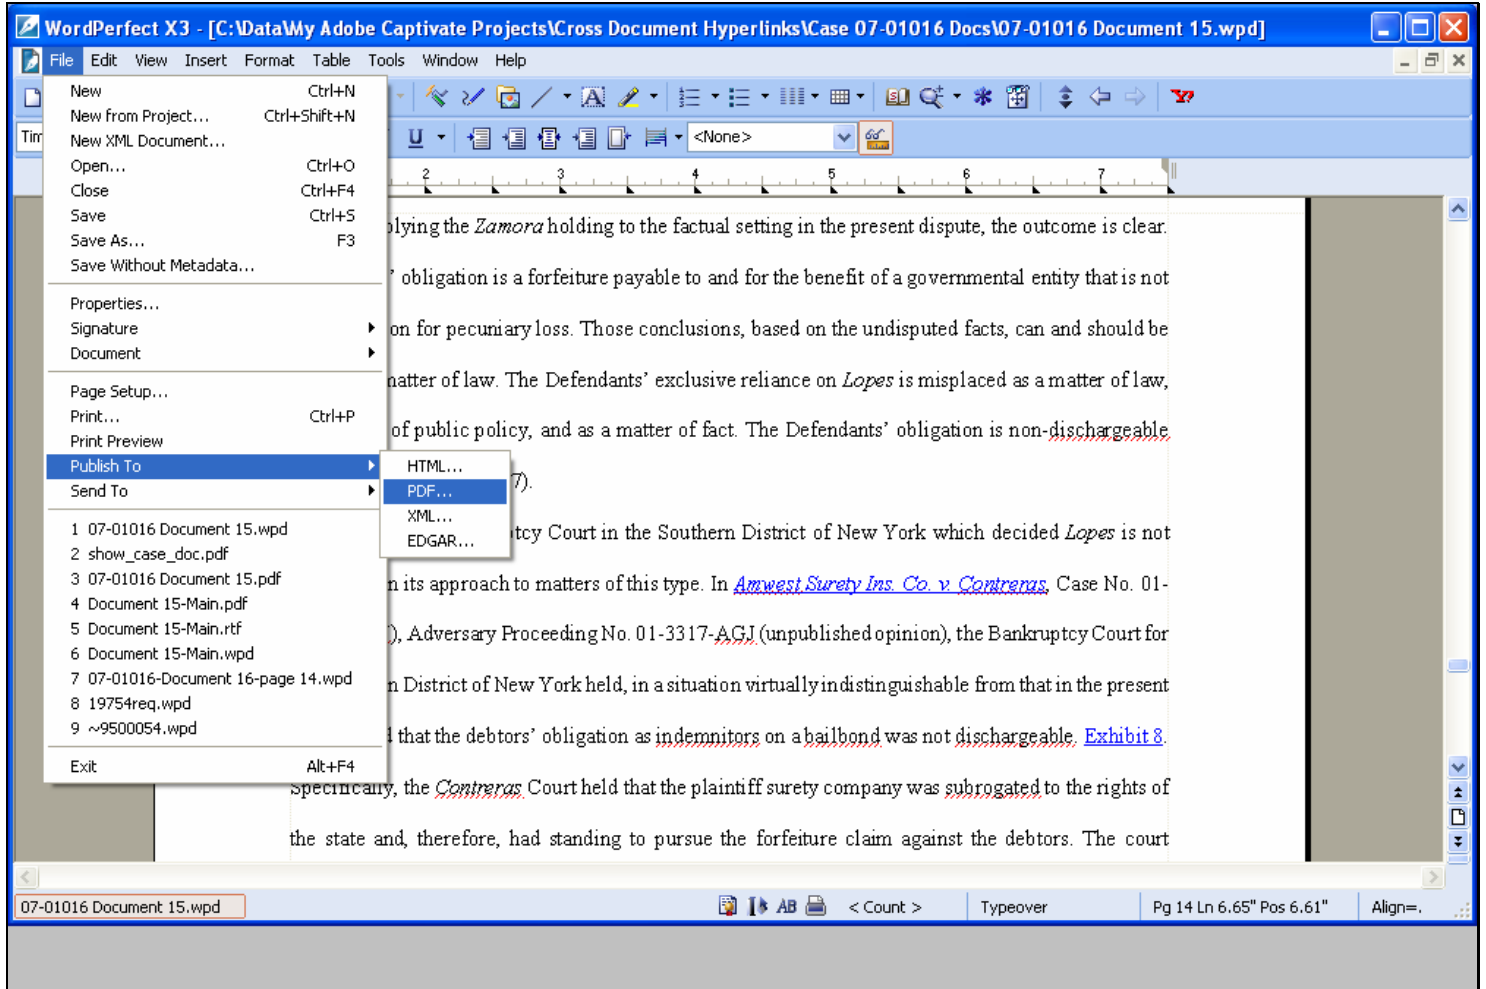 WordPerfect X3 - [C:\Data\My Adobe Captivate Projects\Cross Document Hyperlinks\Case 07-01016 Docs\07-01016 Document 15.wpd]
File Edit View Insert Format Table Tools Window Help
New Ctrl+N
New from Project... Ctrl+Shift+N
New XML Document...
Open... Ctrl+O
Close Ctrl+F4
Save Ctrl+S
Save As... F3
Save Without Metadata...
Properties...
Signature
Document
Page Setup...
Print... Ctrl+P
Print Preview
Publish To
Send To
1 07-01016 Document 15.wpd
2 show_case_doc.pdf
3 07-01016 Document 15.pdf
4 Document 15-Main.pdf
5 Document 15-Main.rtf
6 Document 15-Main.wpd
7 07-01016-Document 16-page 14.wpd
8 19754req.wpd
9 ~9500054.wpd
Exit Alt+F4
HTML...
PDF...
XML...
EDGAR...
Tim
U <None>
AB
2 3 4 5 6 7
plying the Zamora holding to the factual setting in the present dispute, the outcome is clear.
' obligation is a forfeiture payable to and for the benefit of a governmental entity that is not
on for pecuniary loss. Those conclusions, based on the undisputed facts, can and should be
matter of law. The Defendants' exclusive reliance on Lopes is misplaced as a matter of law,
of public policy, and as a matter of fact. The Defendants' obligation is non-dischargeable
7).
tcy Court in the Southern District of New York which decided Lopes is not
n its approach to matters of this type. In Amwest Surety Ins. Co. v. Contreras, Case No. 01-
), Adversary Proceeding No. 01-3317-AGJ (unpublished opinion), the Bankruptcy Court for
n District of New York held, in a situation virtually indistinguishable from that in the present
d that the debtors' obligation as indemnitors on a bailbond was not dischargeable. Exhibit 8.
Specifically, the Contreras Court held that the plaintiff surety company was subrogated to the rights of
the state and, therefore, had standing to pursue the forfeiture claim against the debtors. The court
07-01016 Document 15.wpd
AB < Count > Typeover Pg 14 Ln 6.65" Pos 6.61" Align=.